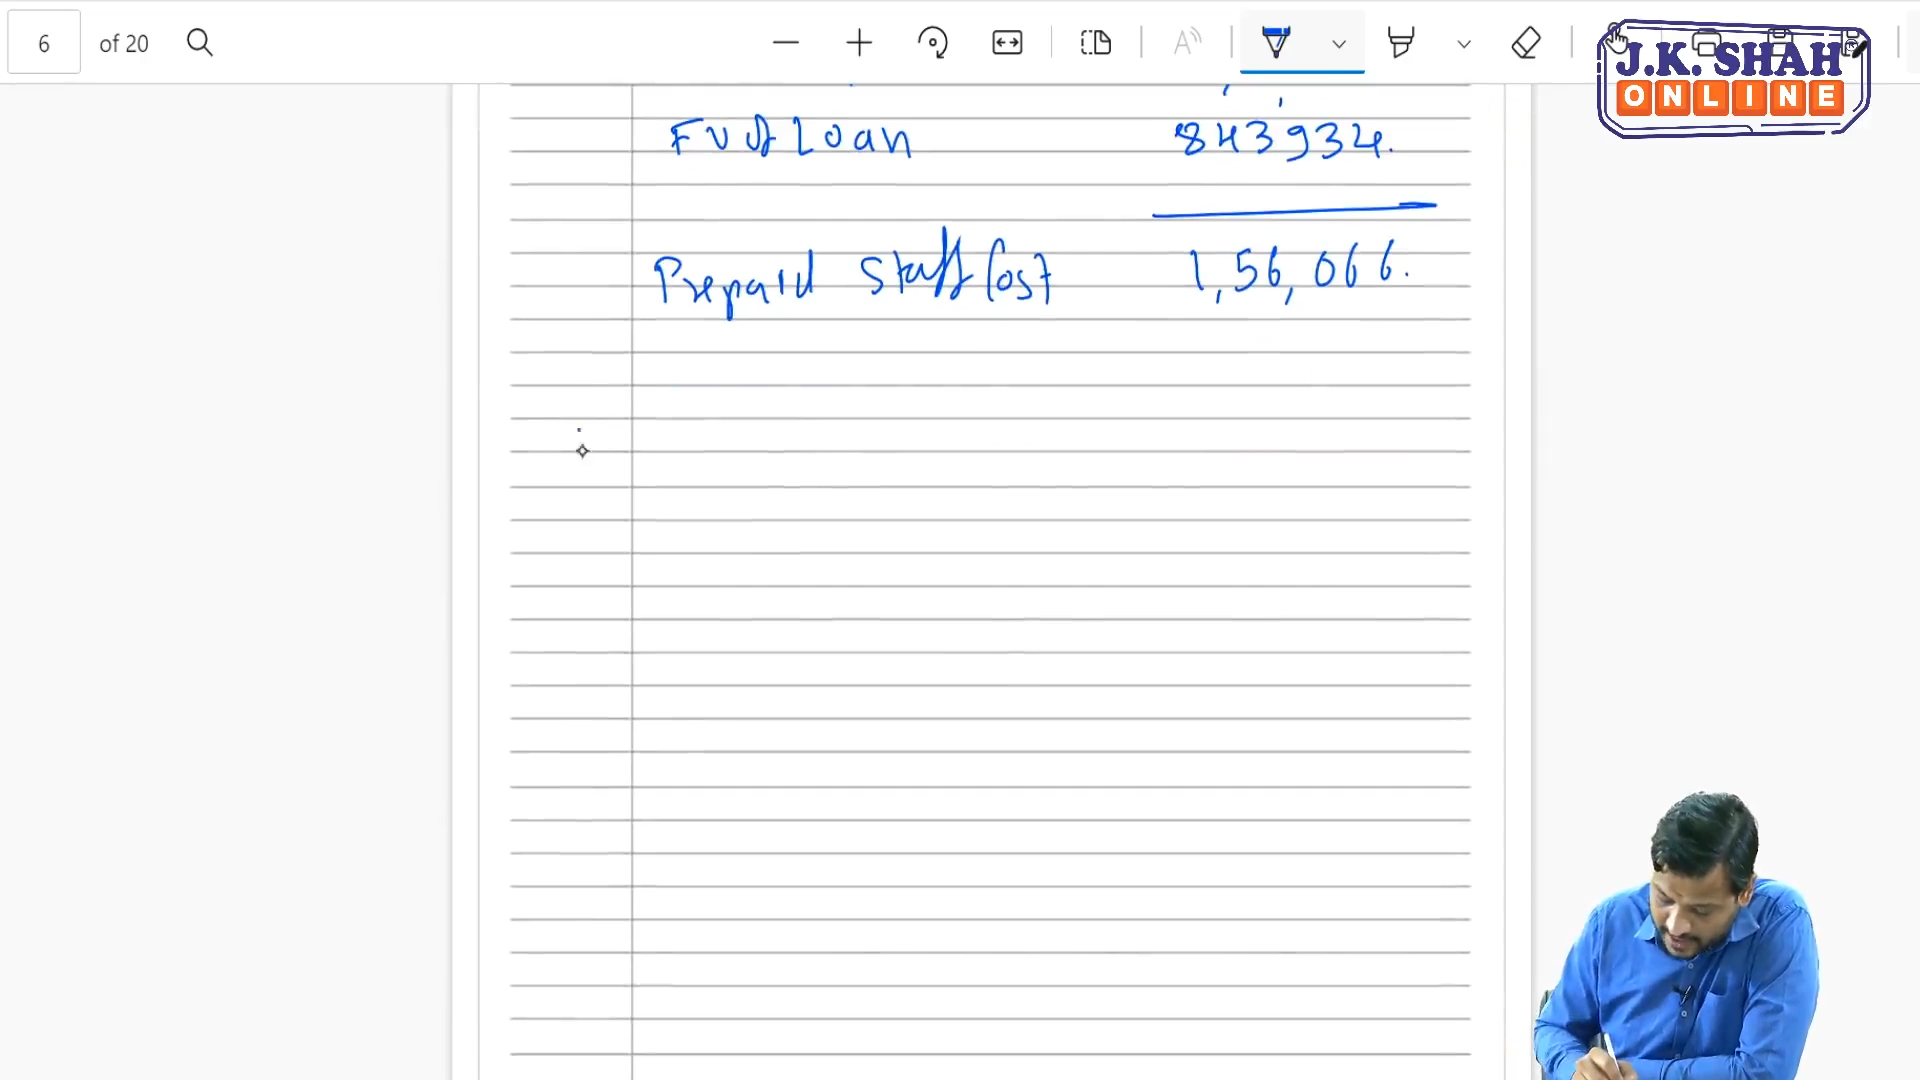 6 of 20
J.K. SHAH
ONLINE
FV of Loan 843934.
Prepaid Staff Cost 1,56,066.